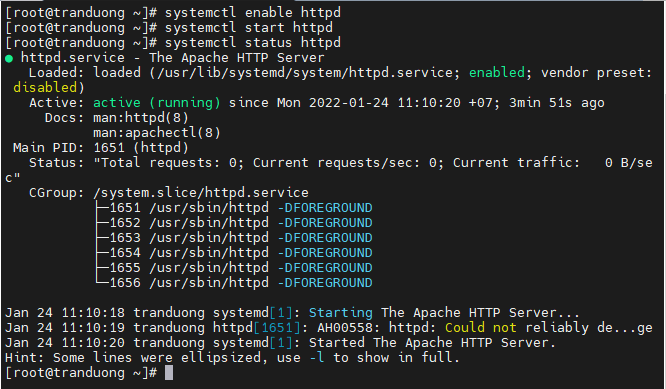 [root@tranduong ~]# systemctl enable httpd
[root@tranduong ~]# systemctl start httpd
[root@tranduong ~]# systemctl status httpd
● httpd.service - The Apache HTTP Server
   Loaded: loaded (/usr/lib/systemd/system/httpd.service; enabled; vendor preset:
 disabled)
   Active: active (running) since Mon 2022-01-24 11:10:20 +07; 3min 51s ago
     Docs: man:httpd(8)
           man:apachectl(8)
 Main PID: 1651 (httpd)
   Status: "Total requests: 0; Current requests/sec: 0; Current traffic:   0 B/se
c"
   CGroup: /system.slice/httpd.service
           ├─1651 /usr/sbin/httpd -DFOREGROUND
           ├─1652 /usr/sbin/httpd -DFOREGROUND
           ├─1653 /usr/sbin/httpd -DFOREGROUND
           ├─1654 /usr/sbin/httpd -DFOREGROUND
           ├─1655 /usr/sbin/httpd -DFOREGROUND
           └─1656 /usr/sbin/httpd -DFOREGROUND

Jan 24 11:10:18 tranduong systemd[1]: Starting The Apache HTTP Server...
Jan 24 11:10:19 tranduong httpd[1651]: AH00558: httpd: Could not reliably de...ge
Jan 24 11:10:20 tranduong systemd[1]: Started The Apache HTTP Server.
Hint: Some lines were ellipsized, use -l to show in full.
[root@tranduong ~]#